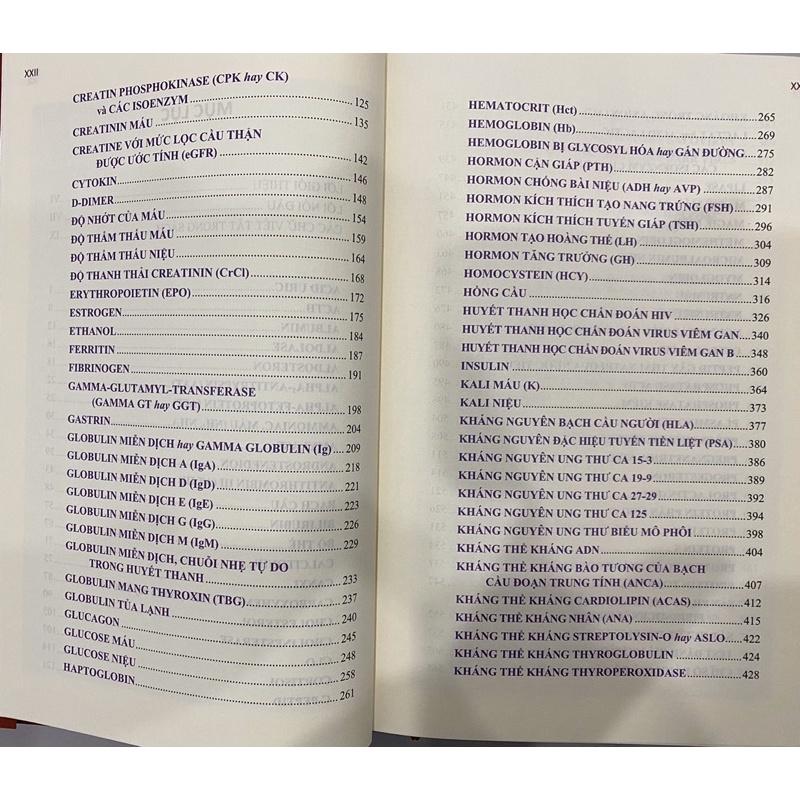 XXII
CREATIN PHOSPHOKINASE (CPK hay CK)
và CÁC ISOENZYM 125
CREATININ MÁU 135
CREATINE VỚI MỨC LỌC CẦU THẬN
ĐƯỢC ƯỚC TÍNH (eGFR) 142
CYTOKIN 146
D-DIMER 148
ĐỘ NHỚT CỦA MÁU 154
ĐỘ THẨM THẤU MÁU 159
ĐỘ THẨM THẤU NIỆU 164
ĐỘ THANH THẢI CREATININ (CrCl) 168
ERYTHROPOIETIN (EPO) 172
ESTROGEN 175
ETHANOL 184
FERRITIN 187
FIBRINOGEN 191
GAMMA-GLUTAMYL-TRANSFERASE
(GAMMA GT hay GGT) 198
GASTRIN 204
GLOBULIN MIỄN DỊCH hay GAMMA GLOBULIN (Ig) 209
GLOBULIN MIỄN DỊCH A (IgA) 218
GLOBULIN MIỄN DỊCH D (IgD) 221
GLOBULIN MIỄN DỊCH E (IgE) 223
GLOBULIN MIỄN DỊCH G (IgG) 226
GLOBULIN MIỄN DỊCH M (IgM) 229
GLOBULIN MIỄN DỊCH, CHUỖI NHẸ TỰ DO
TRONG HUYẾT THANH 233
GLOBULIN MANG THYROXIN (TBG) 237
GLOBULIN TỦA LẠNH 240
GLUCAGON 245
GLUCOSE MÁU 248
GLUCOSE NIỆU 258
HAPTOGLOBIN 261
XX
HEMATOCRIT (Hct) 265
HEMOGLOBIN (Hb) 269
HEMOGLOBIN BỊ GLYCOSYL HÓA hay GẮN ĐƯỜNG 275
HORMON CẬN GIÁP (PTH) 282
HORMON CHỐNG BÀI NIỆU (ADH hay AVP) 287
HORMON KÍCH THÍCH TẠO NANG TRỨNG (FSH) 291
HORMON KÍCH THÍCH TUYẾN GIÁP (TSH) 296
HORMON TẠO HOÀNG THỂ (LH) 304
HORMON TĂNG TRƯỞNG (GH) 309
HOMOCYSTEIN (HCY) 314
HỒNG CẦU 316
HUYẾT THANH HỌC CHẨN ĐOÁN HIV 326
HUYẾT THANH HỌC CHẨN ĐOÁN VIRUS VIÊM GAN 340
HUYẾT THANH HỌC CHẨN ĐOÁN VIRUS VIÊM GAN B 348
INSULIN 360
KALI MÁU (K) 364
KALI NIỆU 373
KHÁNG NGUYÊN BẠCH CẦU NGƯỜI (HLA) 377
KHÁNG NGUYÊN ĐẶC HIỆU TUYẾN TIỀN LIỆT (PSA) 380
KHÁNG NGUYÊN UNG THƯ CA 15-3 386
KHÁNG NGUYÊN UNG THƯ CA 19-9 389
KHÁNG NGUYÊN UNG THƯ CA 27-29 392
KHÁNG NGUYÊN UNG THƯ CA 125 394
KHÁNG NGUYÊN UNG THƯ BIỂU MÔ PHÔI 398
KHÁNG THỂ KHÁNG ADN 404
KHÁNG THỂ KHÁNG BÀO TƯƠNG CỦA BẠCH
CẦU ĐOẠN TRUNG TÍNH (ANCA) 407
KHÁNG THỂ KHÁNG CARDIOLIPIN (ACAS) 412
KHÁNG THỂ KHÁNG NHÂN (ANA) 415
KHÁNG THỂ KHÁNG STREPTOLYSIN-O hay ASLO 422
KHÁNG THỂ KHÁNG THYROGLOBULIN 424
KHÁNG THỂ KHÁNG THYROPEROXIDASE 428